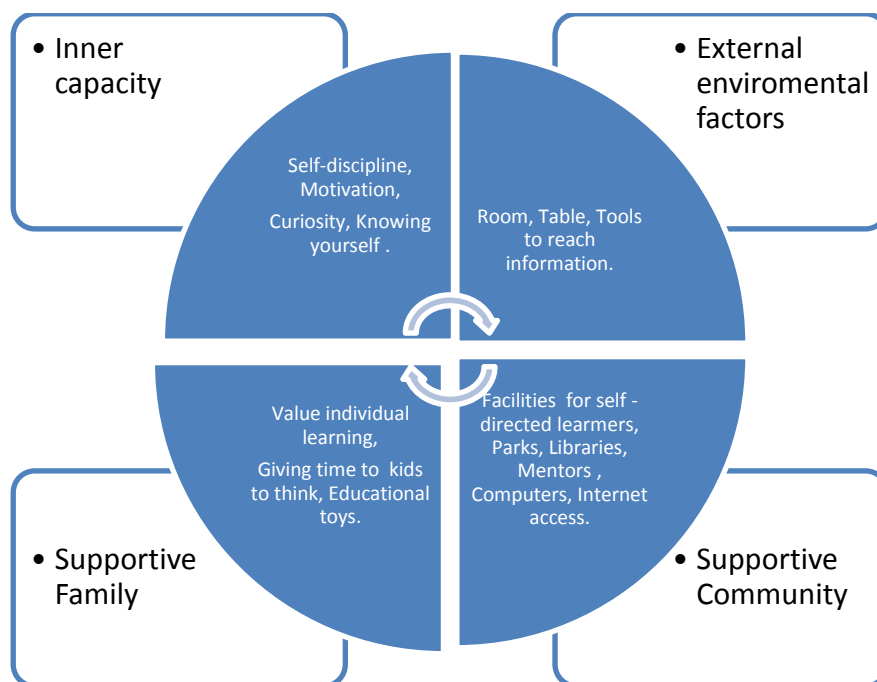 • Inner
capacity
• External
enviromental
factors
Self-discipline,
Motivation,
Curiosity, Knowing
yourself .
Room, Table, Tools
to reach
information.
Value individual
learning,
Giving time to kids
to think, Educational
toys.
Facilities for self -
directed learmers,
Parks, Libraries,
Mentors ,
Computers, Internet
access.
• Supportive
Family
• Supportive
Community